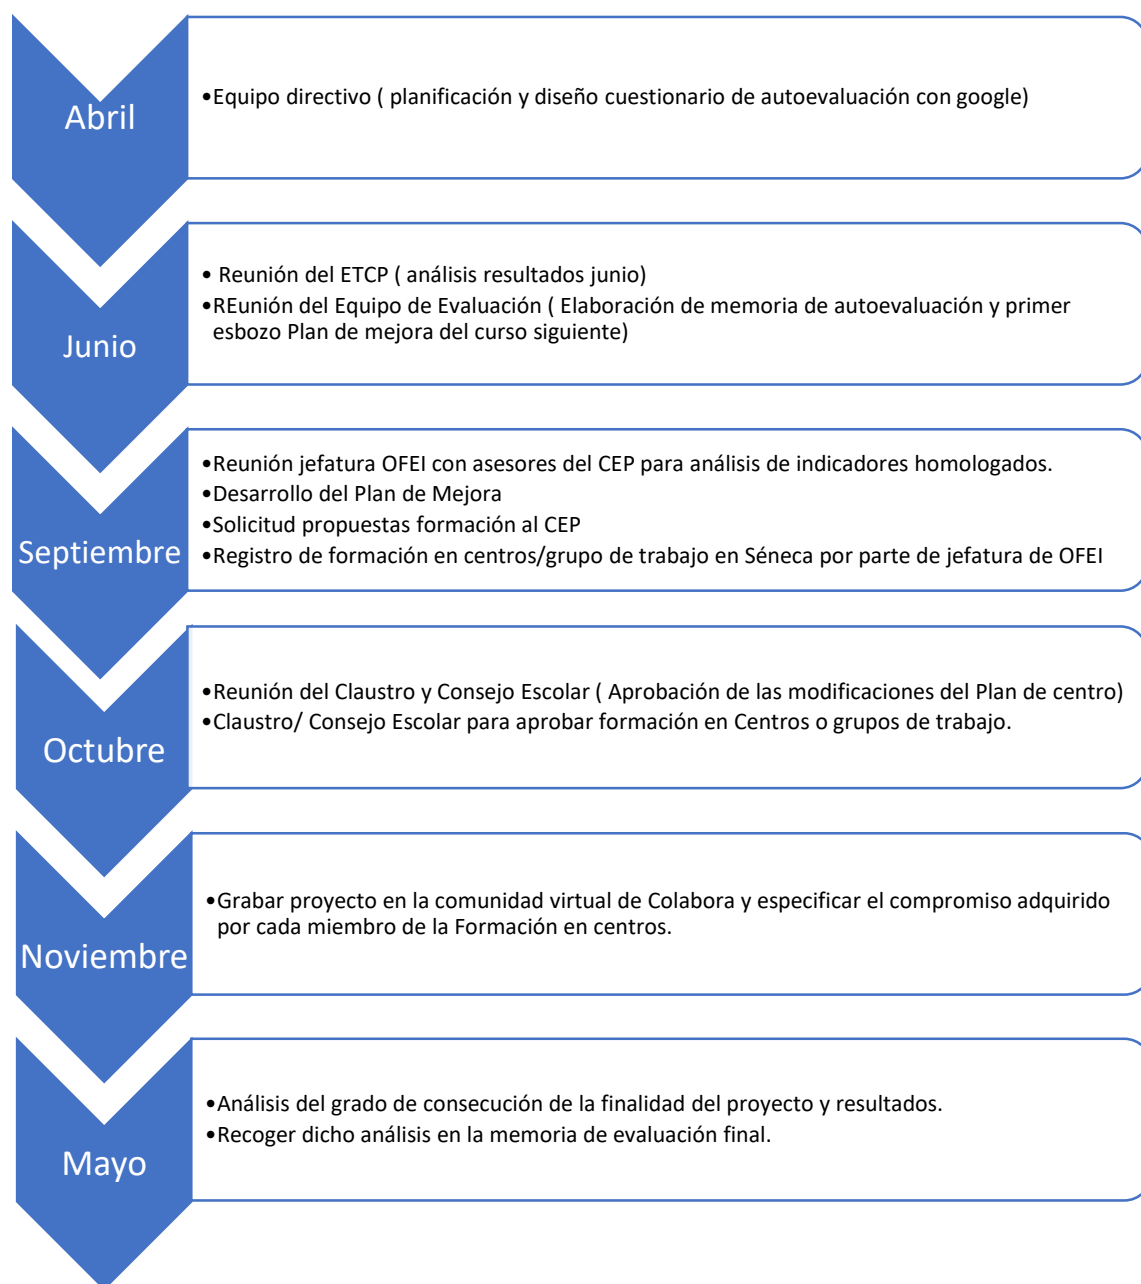 Abril
•Equipo directivo ( planificación y diseño cuestionario de autoevaluación con google)
Junio
• Reunión del ETCP ( análisis resultados junio)
•REunión del Equipo de Evaluación ( Elaboración de memoria de autoevaluación y primer
esbozo Plan de mejora del curso siguiente)
Septiembre
•Reunión jefatura OFEI con asesores del CEP para análisis de indicadores homologados.
•Desarrollo del Plan de Mejora
•Solicitud propuestas formación al CEP
•Registro de formación en centros/grupo de trabajo en Séneca por parte de jefatura de OFEI
Octubre
•Reunión del Claustro y Consejo Escolar ( Aprobación de las modificaciones del Plan de centro)
•Claustro/ Consejo Escolar para aprobar formación en Centros o grupos de trabajo.
Noviembre
•Grabar proyecto en la comunidad virtual de Colabora y especificar el compromiso adquirido
por cada miembro de la Formación en centros.
Mayo
•Análisis del grado de consecución de la finalidad del proyecto y resultados.
•Recoger dicho análisis en la memoria de evaluación final.